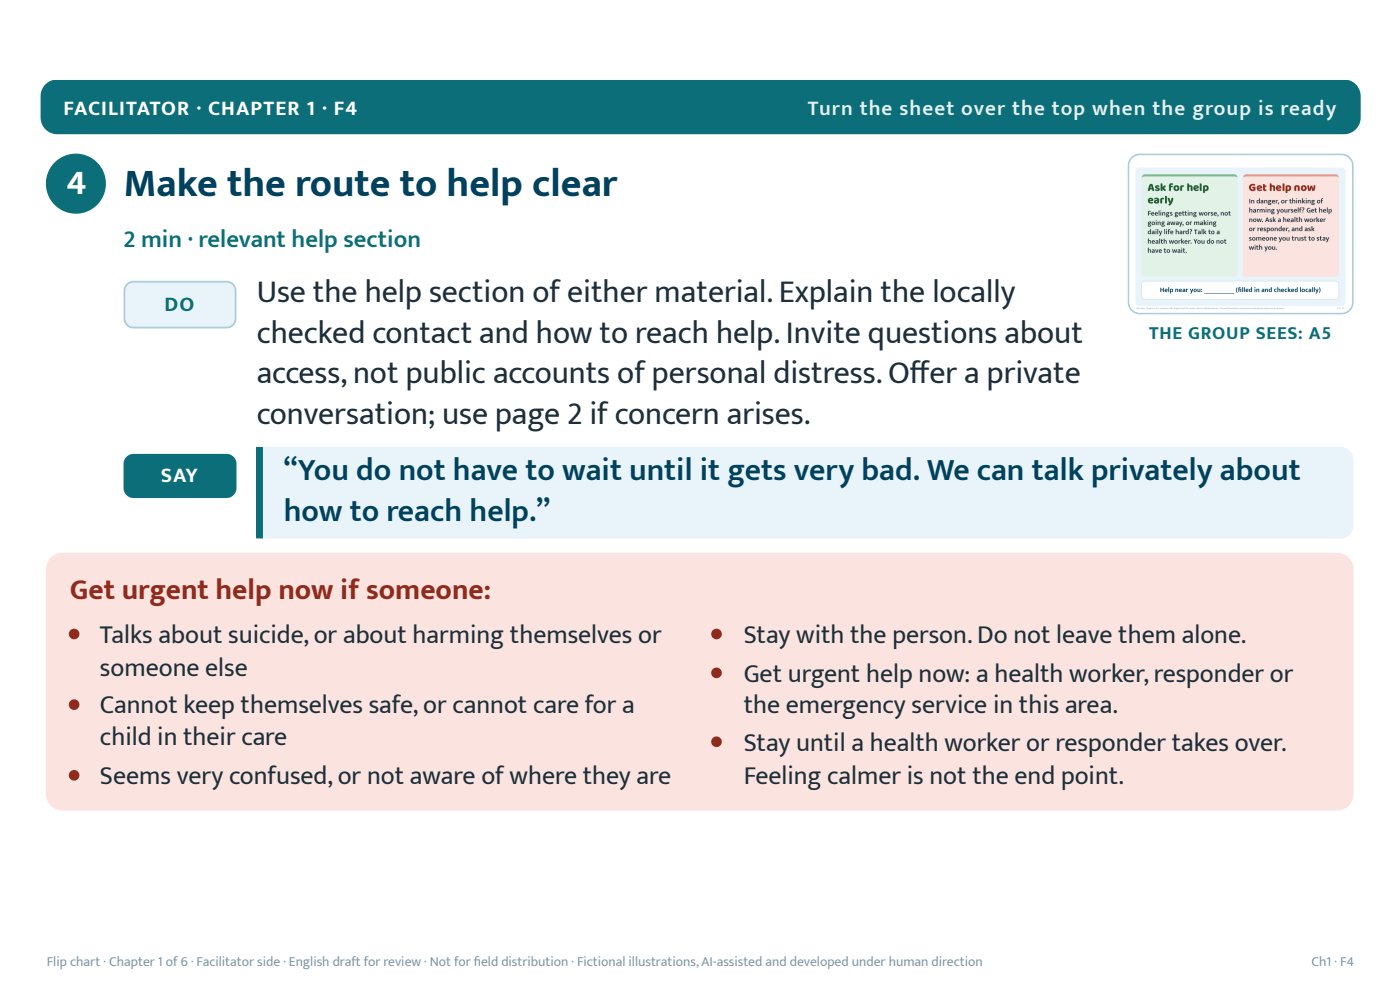 FACILITATOR · CHAPTER 1 · F4
Turn the sheet over the top when the group is ready
4
Make the route to help clear
2 min · relevant help section
DO
Use the help section of either material. Explain the locally
checked contact and how to reach help. Invite questions about
access, not public accounts of personal distress. Offer a private
conversation; use page 2 if concern arises.
Ask for help
early
Feelings getting worse, not
going away, or making
daily life hard? Talk to a
health worker. You do not
have to wait.
Get help now
In danger, or thinking of
harming yourself? Get help
now. Ask a health worker
or responder, and ask
someone you trust to stay
with you.
Help near you: ________ (filled in and checked locally)
THE GROUP SEES: A5
SAY
“You do not have to wait until it gets very bad. We can talk privately about
how to reach help.”
Get urgent help now if someone:
• Talks about suicide, or about harming themselves or
someone else
• Cannot keep themselves safe, or cannot care for a
child in their care
• Seems very confused, or not aware of where they are
• Stay with the person. Do not leave them alone.
• Get urgent help now: a health worker, responder or
the emergency service in this area.
• Stay until a health worker or responder takes over.
Feeling calmer is not the end point.
Flip chart · Chapter 1 of 6 · Facilitator side · English draft for review · Not for field distribution · Fictional illustrations, AI-assisted and developed under human direction
Ch1 · F4